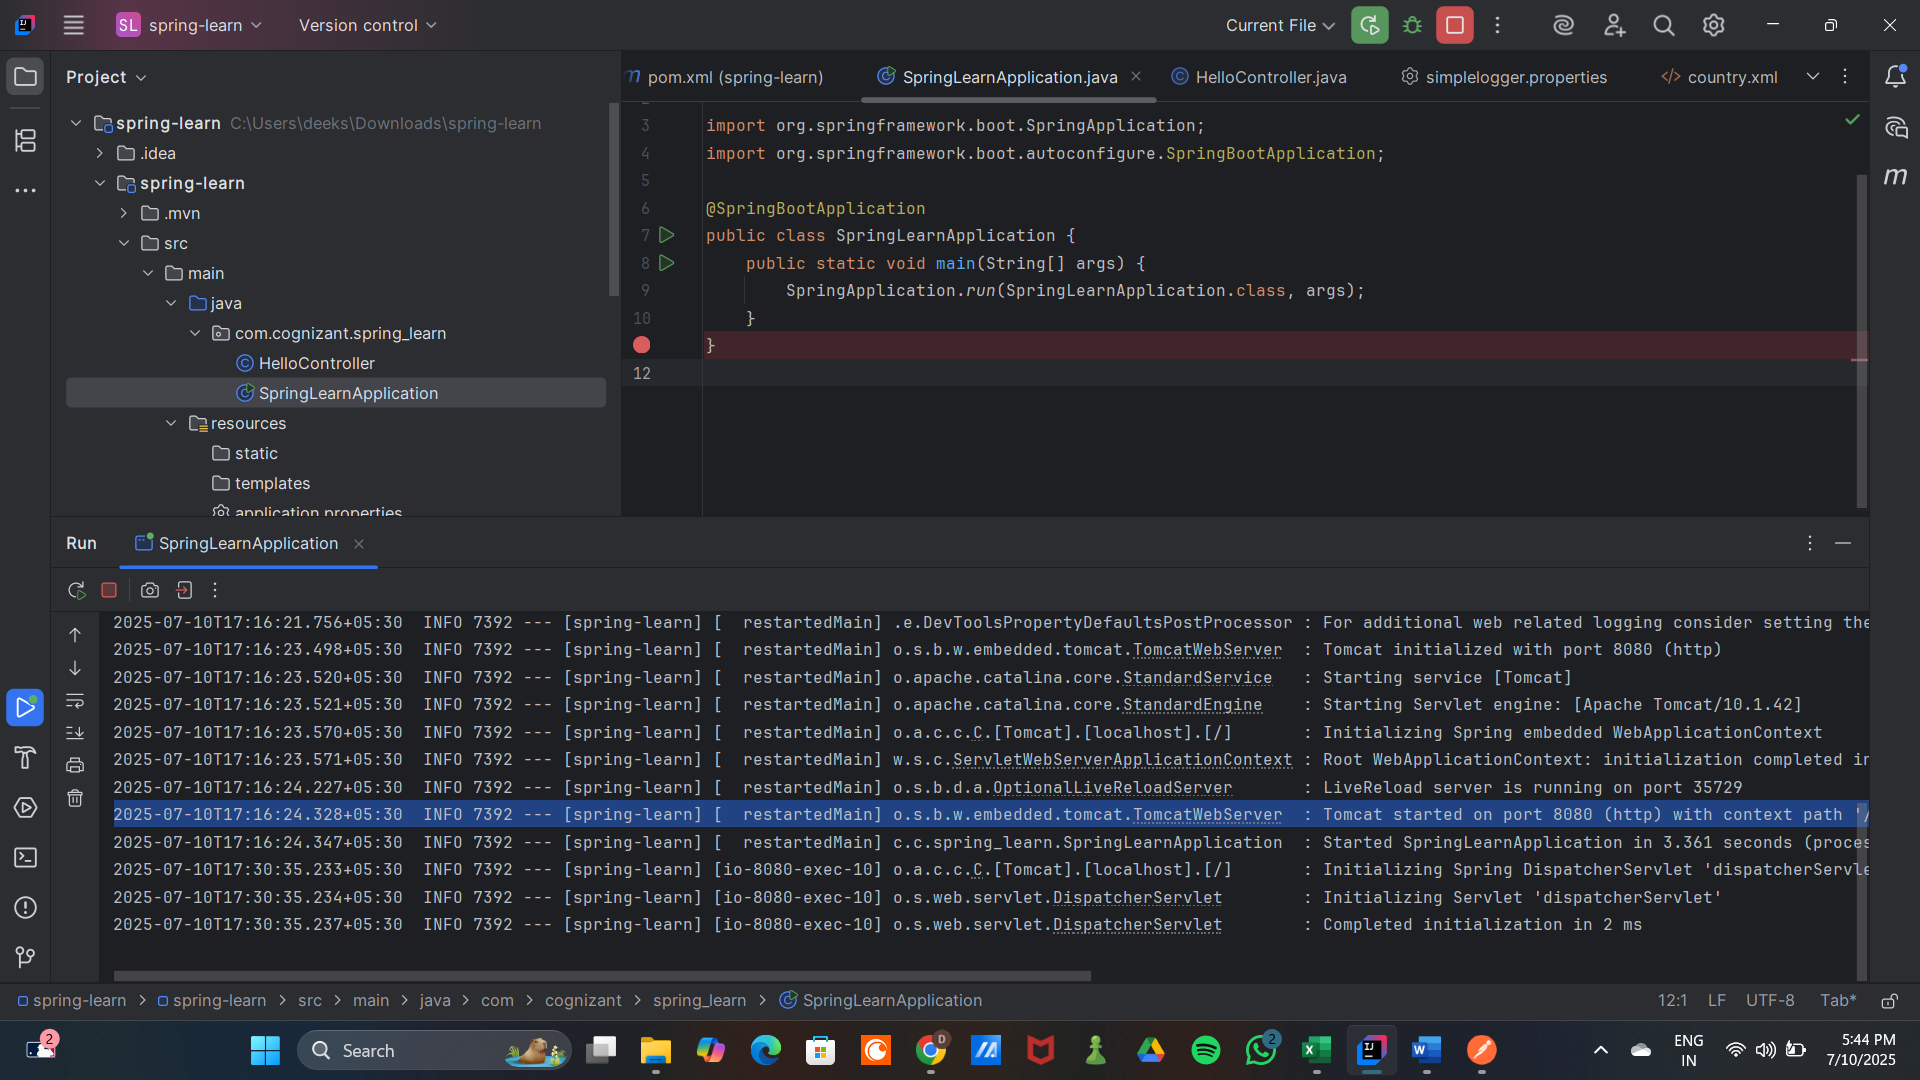 SL spring-learn Version control Current File
Project
pom.xml (spring-learn) SpringLearnApplication.java HelloController.java simplelogger.properties country.xml
spring-learn C:\Users\deeks\Downloads\spring-learn
.idea
spring-learn
.mvn
src
main
java
com.cognizant.spring_learn
HelloController
SpringLearnApplication
resources
static
templates
application.properties
3 import org.springframework.boot.SpringApplication;
4 import org.springframework.boot.autoconfigure.SpringBootApplication;
5
6 @SpringBootApplication
7 public class SpringLearnApplication {
8 public static void main(String[] args) {
9 SpringApplication.run(SpringLearnApplication.class, args);
10 }
}
12
Run SpringLearnApplication
2025-07-10T17:16:21.756+05:30 INFO 7392 --- [spring-learn] [ restartedMain] .e.DevToolsPropertyDefaultsPostProcessor : For additional web related logging consider setting the
2025-07-10T17:16:23.498+05:30 INFO 7392 --- [spring-learn] [ restartedMain] o.s.b.w.embedded.tomcat.TomcatWebServer : Tomcat initialized with port 8080 (http)
2025-07-10T17:16:23.520+05:30 INFO 7392 --- [spring-learn] [ restartedMain] o.apache.catalina.core.StandardService : Starting service [Tomcat]
2025-07-10T17:16:23.521+05:30 INFO 7392 --- [spring-learn] [ restartedMain] o.apache.catalina.core.StandardEngine : Starting Servlet engine: [Apache Tomcat/10.1.42]
2025-07-10T17:16:23.570+05:30 INFO 7392 --- [spring-learn] [ restartedMain] o.a.c.c.C.[Tomcat].[localhost].[/] : Initializing Spring embedded WebApplicationContext
2025-07-10T17:16:23.571+05:30 INFO 7392 --- [spring-learn] [ restartedMain] w.s.c.ServletWebServerApplicationContext : Root WebApplicationContext: initialization completed in
2025-07-10T17:16:24.227+05:30 INFO 7392 --- [spring-learn] [ restartedMain] o.s.b.d.a.OptionalLiveReloadServer : LiveReload server is running on port 35729
2025-07-10T17:16:24.328+05:30 INFO 7392 --- [spring-learn] [ restartedMain] o.s.b.w.embedded.tomcat.TomcatWebServer : Tomcat started on port 8080 (http) with context path '/
2025-07-10T17:16:24.347+05:30 INFO 7392 --- [spring-learn] [ restartedMain] c.c.spring_learn.SpringLearnApplication : Started SpringLearnApplication in 3.361 seconds (proces
2025-07-10T17:30:35.233+05:30 INFO 7392 --- [spring-learn] [io-8080-exec-10] o.a.c.c.C.[Tomcat].[localhost].[/] : Initializing Spring DispatcherServlet 'dispatcherServle
2025-07-10T17:30:35.234+05:30 INFO 7392 --- [spring-learn] [io-8080-exec-10] o.s.web.servlet.DispatcherServlet : Initializing Servlet 'dispatcherServlet'
2025-07-10T17:30:35.237+05:30 INFO 7392 --- [spring-learn] [io-8080-exec-10] o.s.web.servlet.DispatcherServlet : Completed initialization in 2 ms
spring-learn > spring-learn > src > main > java > com > cognizant > spring_learn > SpringLearnApplication 12:1 LF UTF-8 Tab*
2 Search D 2 ENG 5:44 PM
IN 7/10/2025